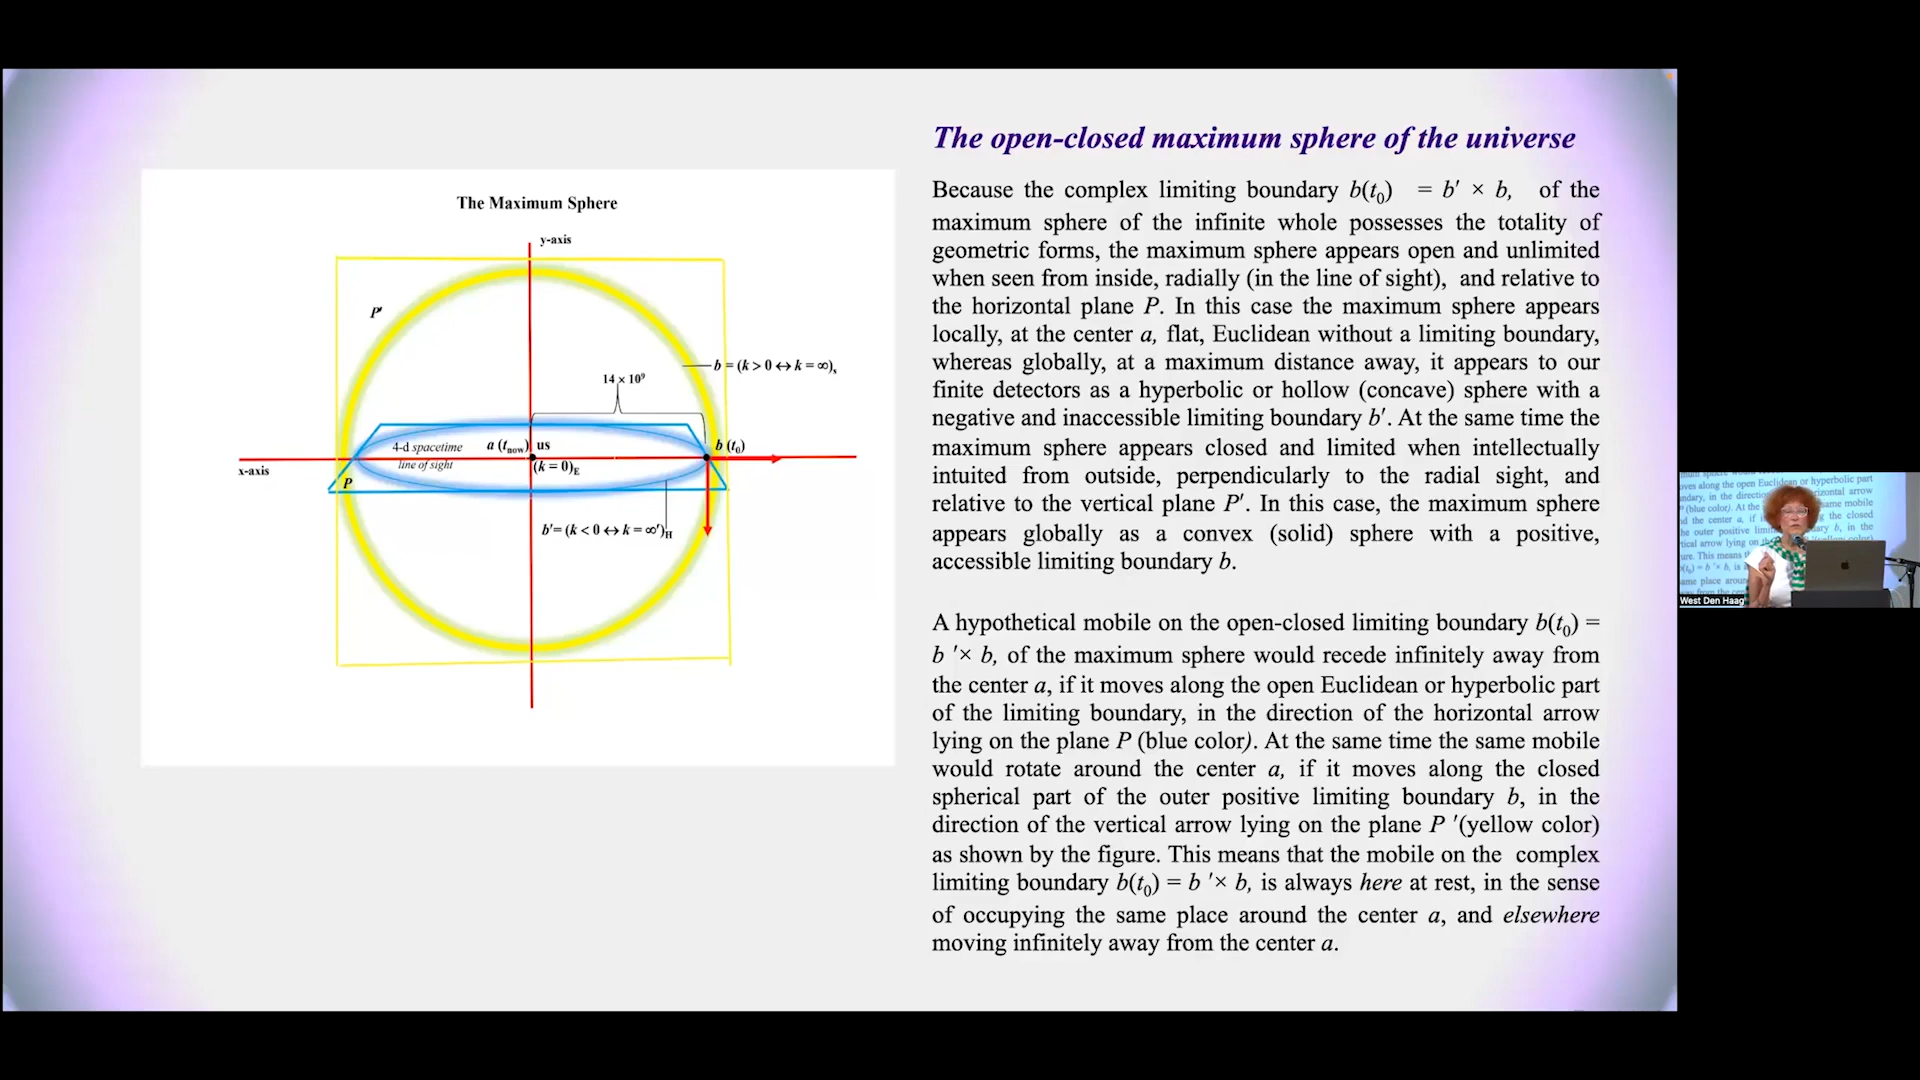 The Maximum Sphere
y-axis
P'
b = (k > 0 ↔ k = ∞)s
14 x 10⁹
4-d spacetime
line of sight
a (t_now) us
b (t₀)
(k = 0)E
x-axis
P
b'= (k < 0 ↔ k = ∞')H
The open-closed maximum sphere of the universe
Because the complex limiting boundary b(t₀) = b' × b, of the
maximum sphere of the infinite whole possesses the totality of
geometric forms, the maximum sphere appears open and unlimited
when seen from inside, radially (in the line of sight), and relative to
the horizontal plane P. In this case the maximum sphere appears
locally, at the center a, flat, Euclidean without a limiting boundary,
whereas globally, at a maximum distance away, it appears to our
finite detectors as a hyperbolic or hollow (concave) sphere with a
negative and inaccessible limiting boundary b'. At the same time the
maximum sphere appears closed and limited when intellectually
intuited from outside, perpendicularly to the radial sight, and
relative to the vertical plane P'. In this case, the maximum sphere
appears globally as a convex (solid) sphere with a positive,
accessible limiting boundary b.
A hypothetical mobile on the open-closed limiting boundary b(t₀) =
b '× b, of the maximum sphere would recede infinitely away from
the center a, if it moves along the open Euclidean or hyperbolic part
of the limiting boundary, in the direction of the horizontal arrow
lying on the plane P (blue color). At the same time the same mobile
would rotate around the center a, if it moves along the closed
spherical part of the outer positive limiting boundary b, in the
direction of the vertical arrow lying on the plane P '(yellow color)
as shown by the figure. This means that the mobile on the complex
limiting boundary b(t₀) = b '× b, is always here at rest, in the sense
of occupying the same place around the center a, and elsewhere
moving infinitely away from the center a.
West Den Haag